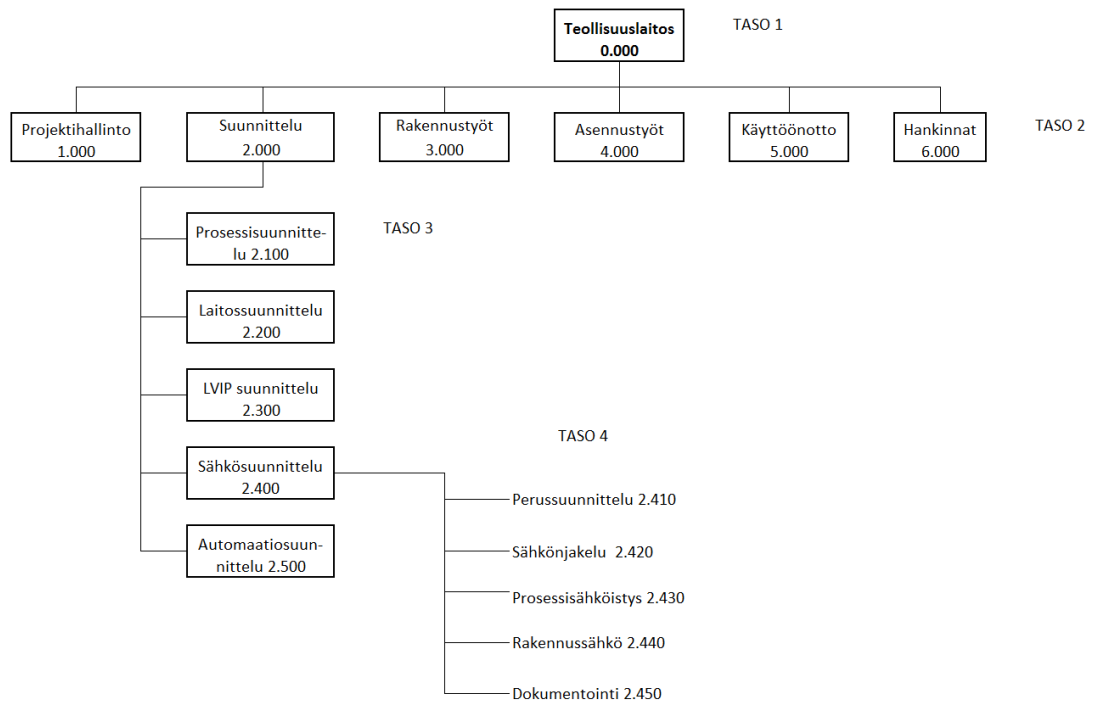 Teollisuuslaitos
0.000
TASO 1
Projektihallinto
1.000
Suunnittelu
2.000
Rakennustyöt
3.000
Asennustyöt
4.000
Käyttöönotto
5.000
Hankinnat
6.000
TASO 2
Prosessisuunnitte-
lu 2.100
TASO 3
Laitossuunnittelu
2.200
LVIP suunnittelu
2.300
TASO 4
Sähkösuunnittelu
2.400
Perussuunnittelu 2.410
Automaatiosuun-
nittelu 2.500
Sähkönjakelu  2.420
Prosessisähköistys 2.430
Rakennussähkö 2.440
Dokumentointi 2.450